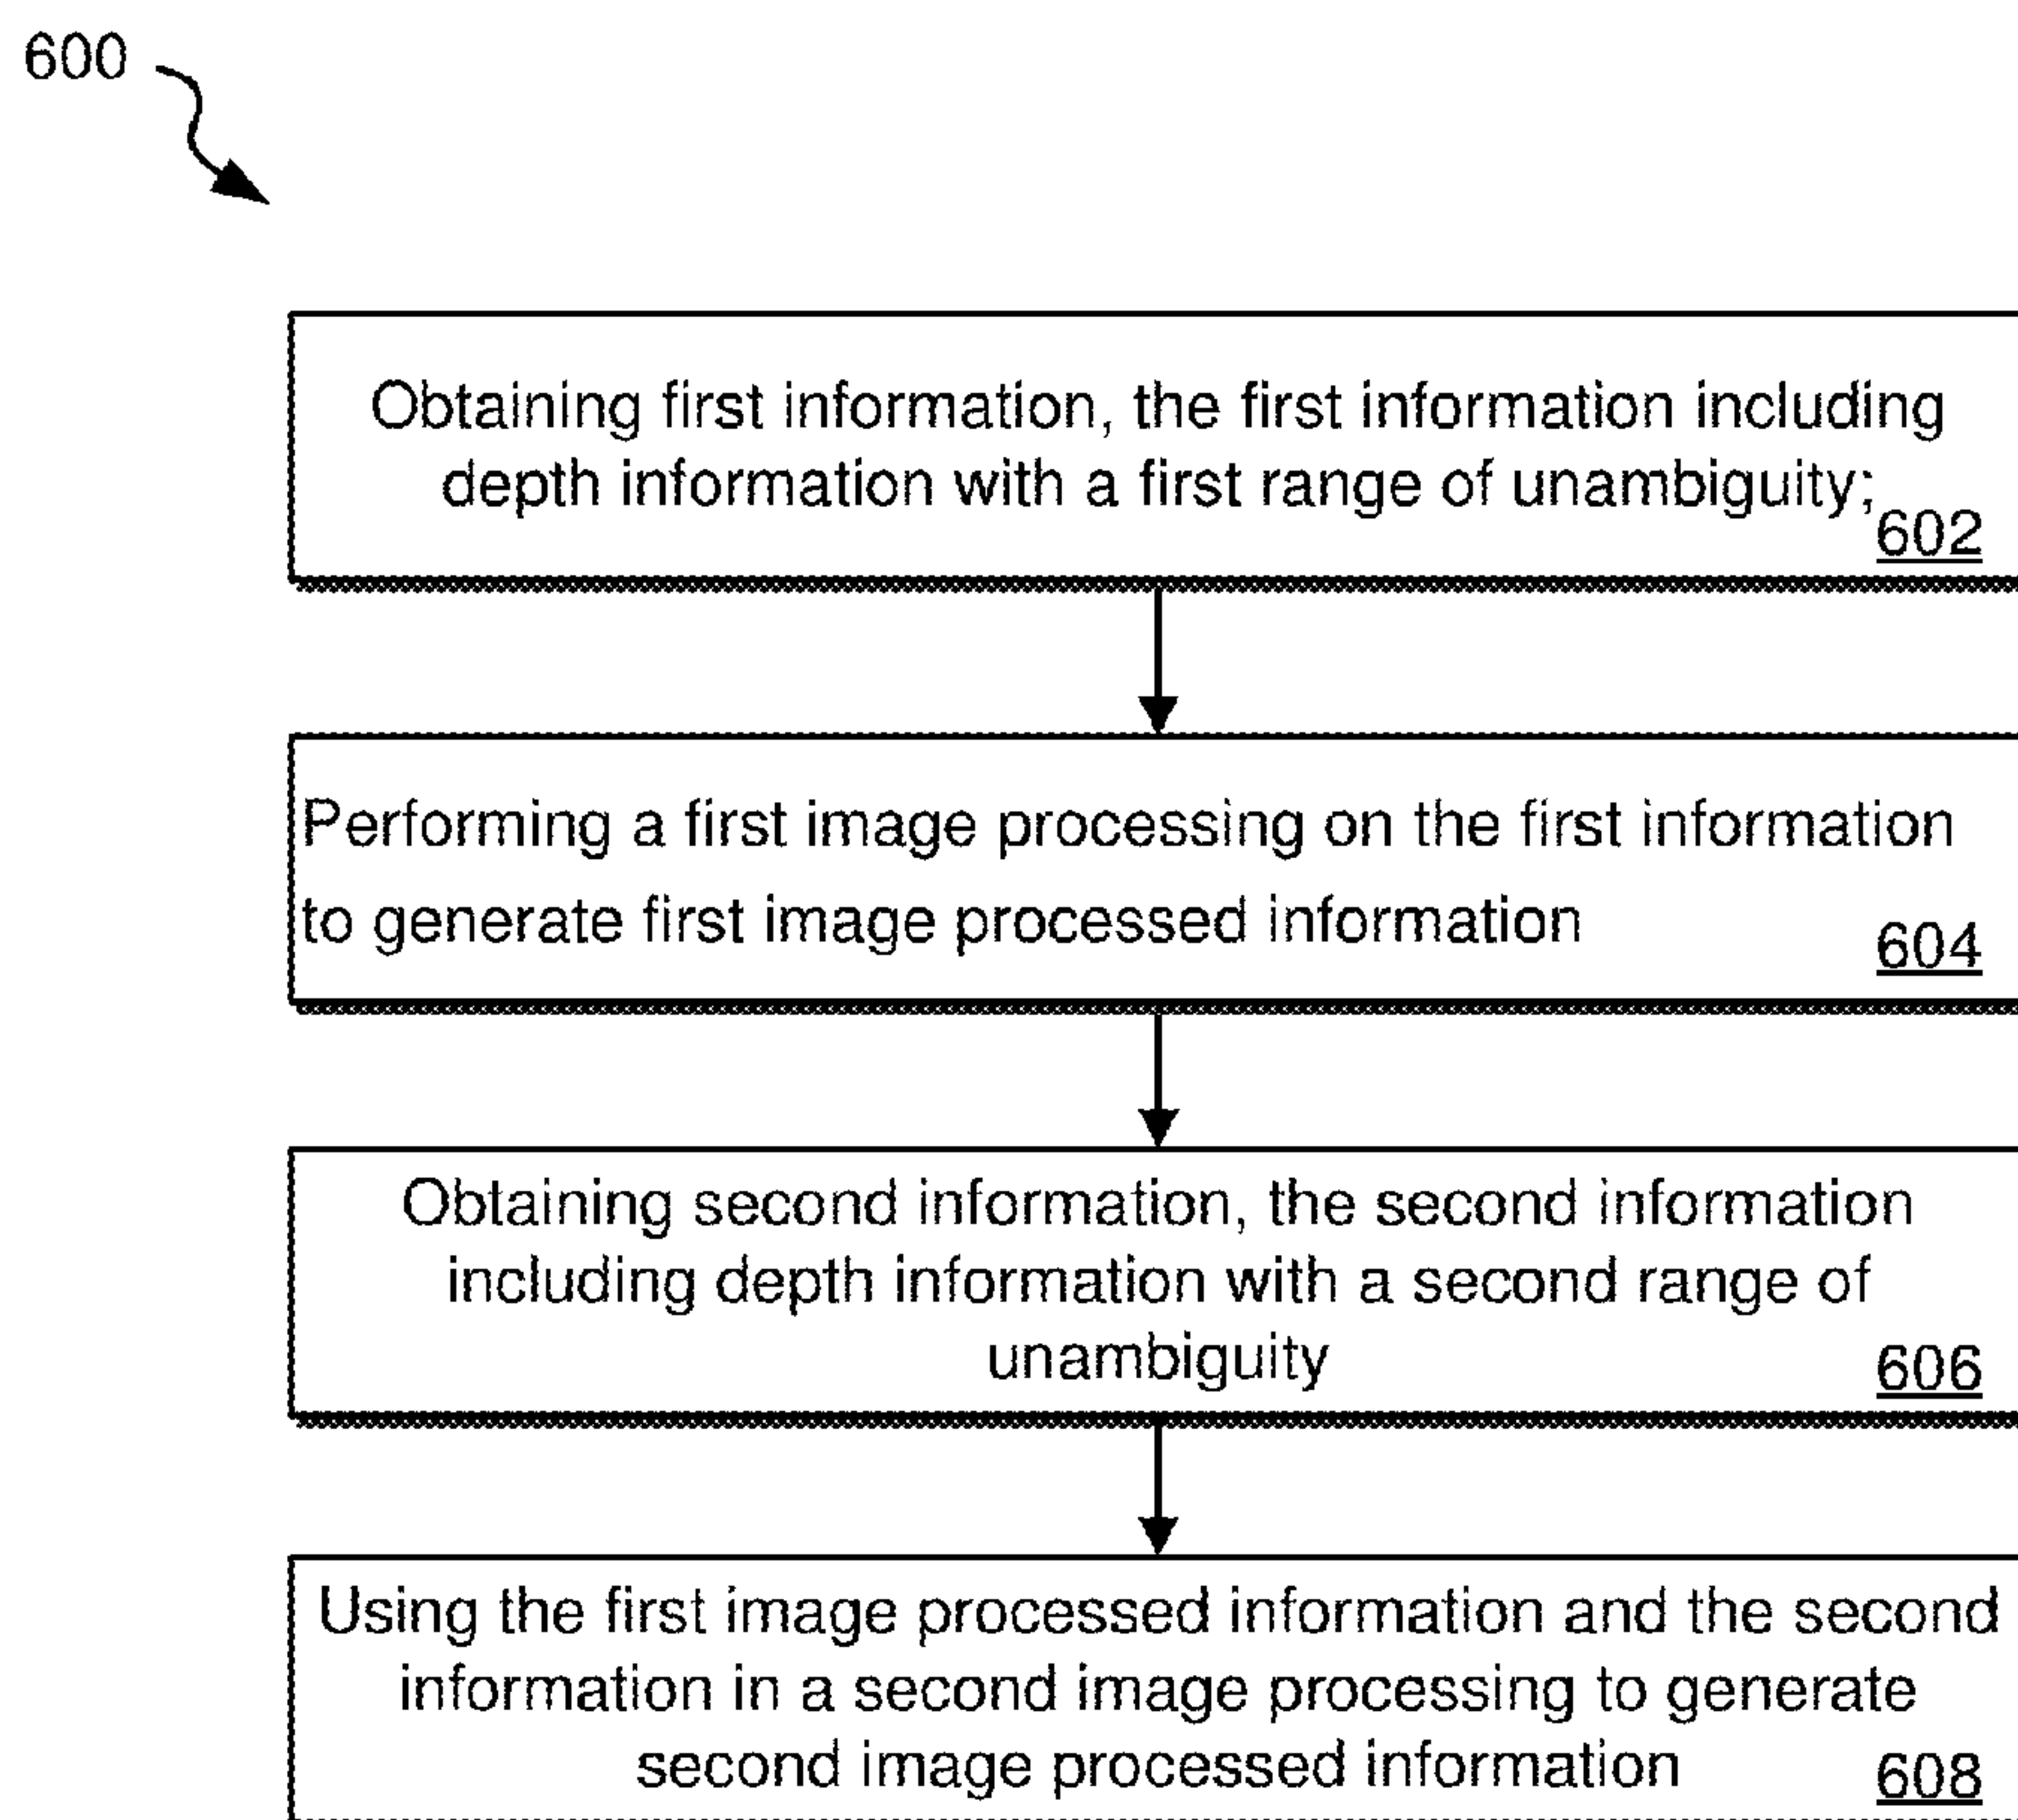 600
Obtaining first information, the first information including
depth information with a first range of unambiguity;
602
Performing a first image processing on the first information
to generate first image processed information
604
Obtaining second information, the second information
including depth information with a second range of
unambiguity
606
Using the first image processed information and the second
information in a second image processing to generate
second image processed information
608